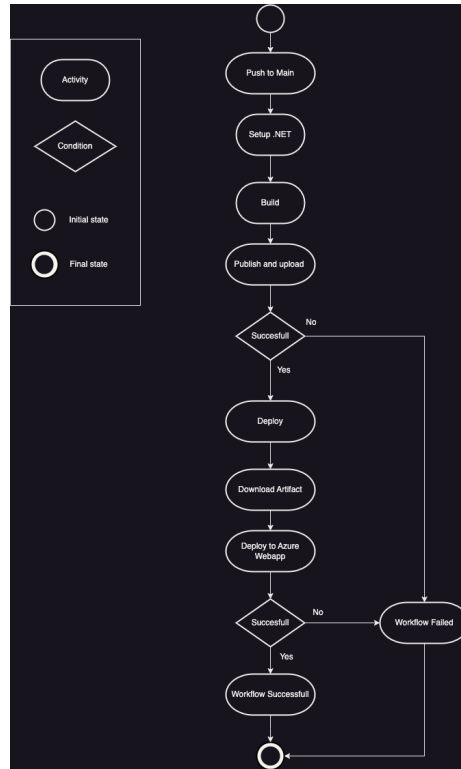 Activity
Condition
Initial state
Final state
Push to Main
Setup .NET
Build
Publish and upload
Succesfull
No
Yes
Deploy
Download Artifact
Deploy to Azure
Webapp
Succesfull
No
Workflow Failed
Yes
Workflow Successfull